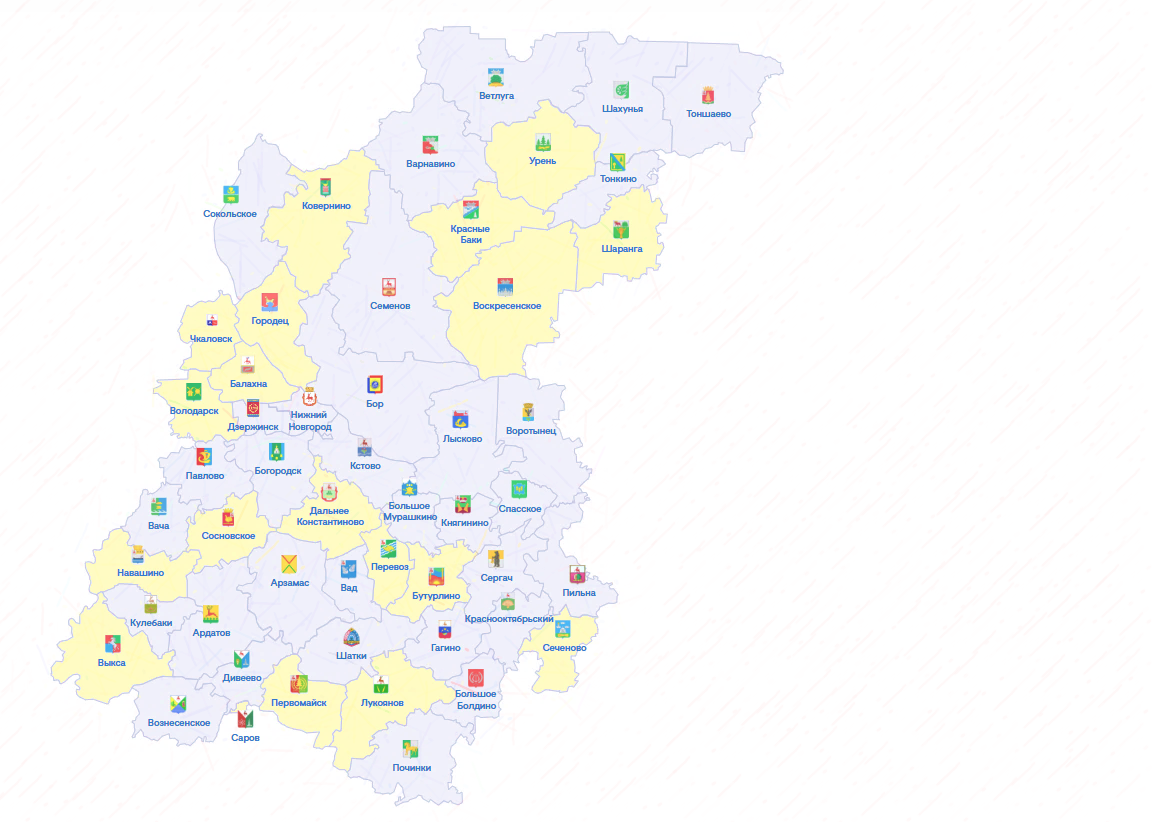 Ветлуга
Шахунья
Тоншаево
Варнавино
Урень
Тонкино
Сокольское
Ковернино
Красные
Баки
Шаранга
Семенов
Воскресенское
Городец
Чкаловск
Балахна
Володарск
Дзержинск
Нижний
Новгород
Бор
Лысково
Воротынец
Павлово
Богородск
Кстово
Вача
Сосновское
Дальнее
Константиново
Большое
Мурашкино
Княгинино
Спасское
Навашино
Арзамас
Вад
Перевоз
Бутурлино
Сергач
Пильна
Кулебаки
Ардатов
Шатки
Гагино
Краснооктябрьский
Сеченово
Выкса
Дивеево
Вознесенское
Саров
Первомайск
Лукоянов
Большое
Болдино
Починки